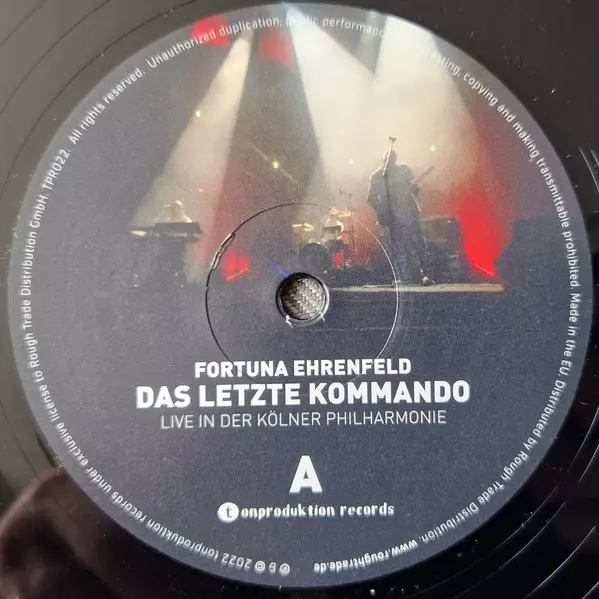 FORTUNA EHRENFELD
DAS LETZTE KOMMANDO
LIVE IN DER KÖLNER PHILHARMONIE
A
tonproduktion records
℗ & © 2022 tonproduktion records under exclusive license to Rough Trade Distribution GmbH. TPR022. All rights reserved. Unauthorized duplication, public performance, broadcasting, copying and making transmittable prohibited. Made in the EU. Distributed by Rough Trade Distribution. www.roughtrade.de